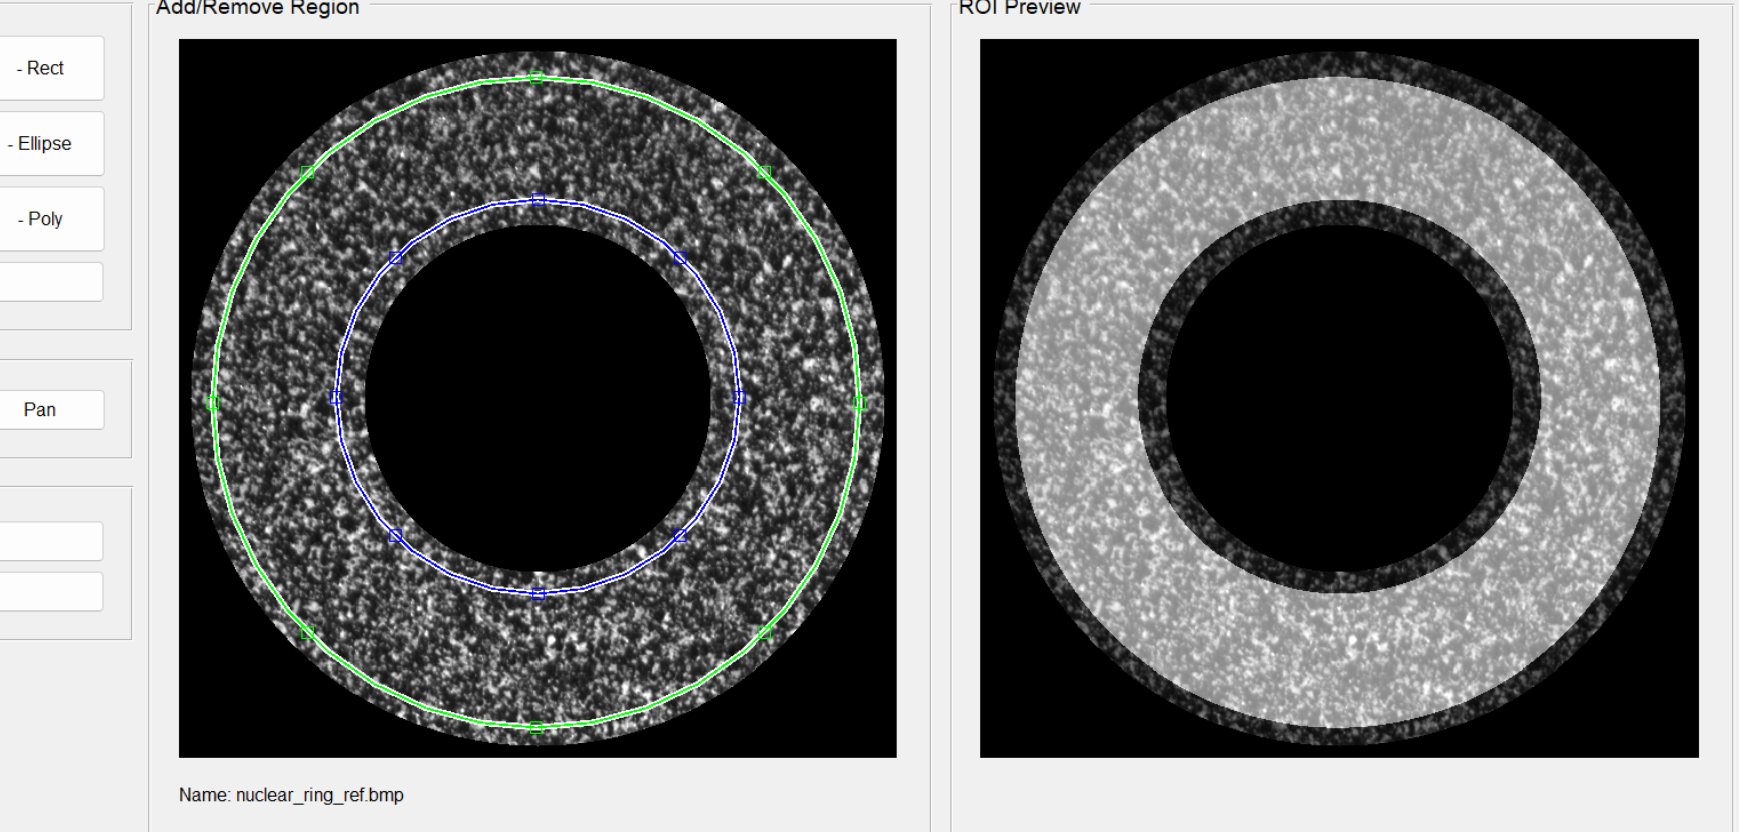 Add/Remove Region
ROI Preview
- Rect
- Ellipse
- Poly
Pan
Name: nuclear_ring_ref.bmp